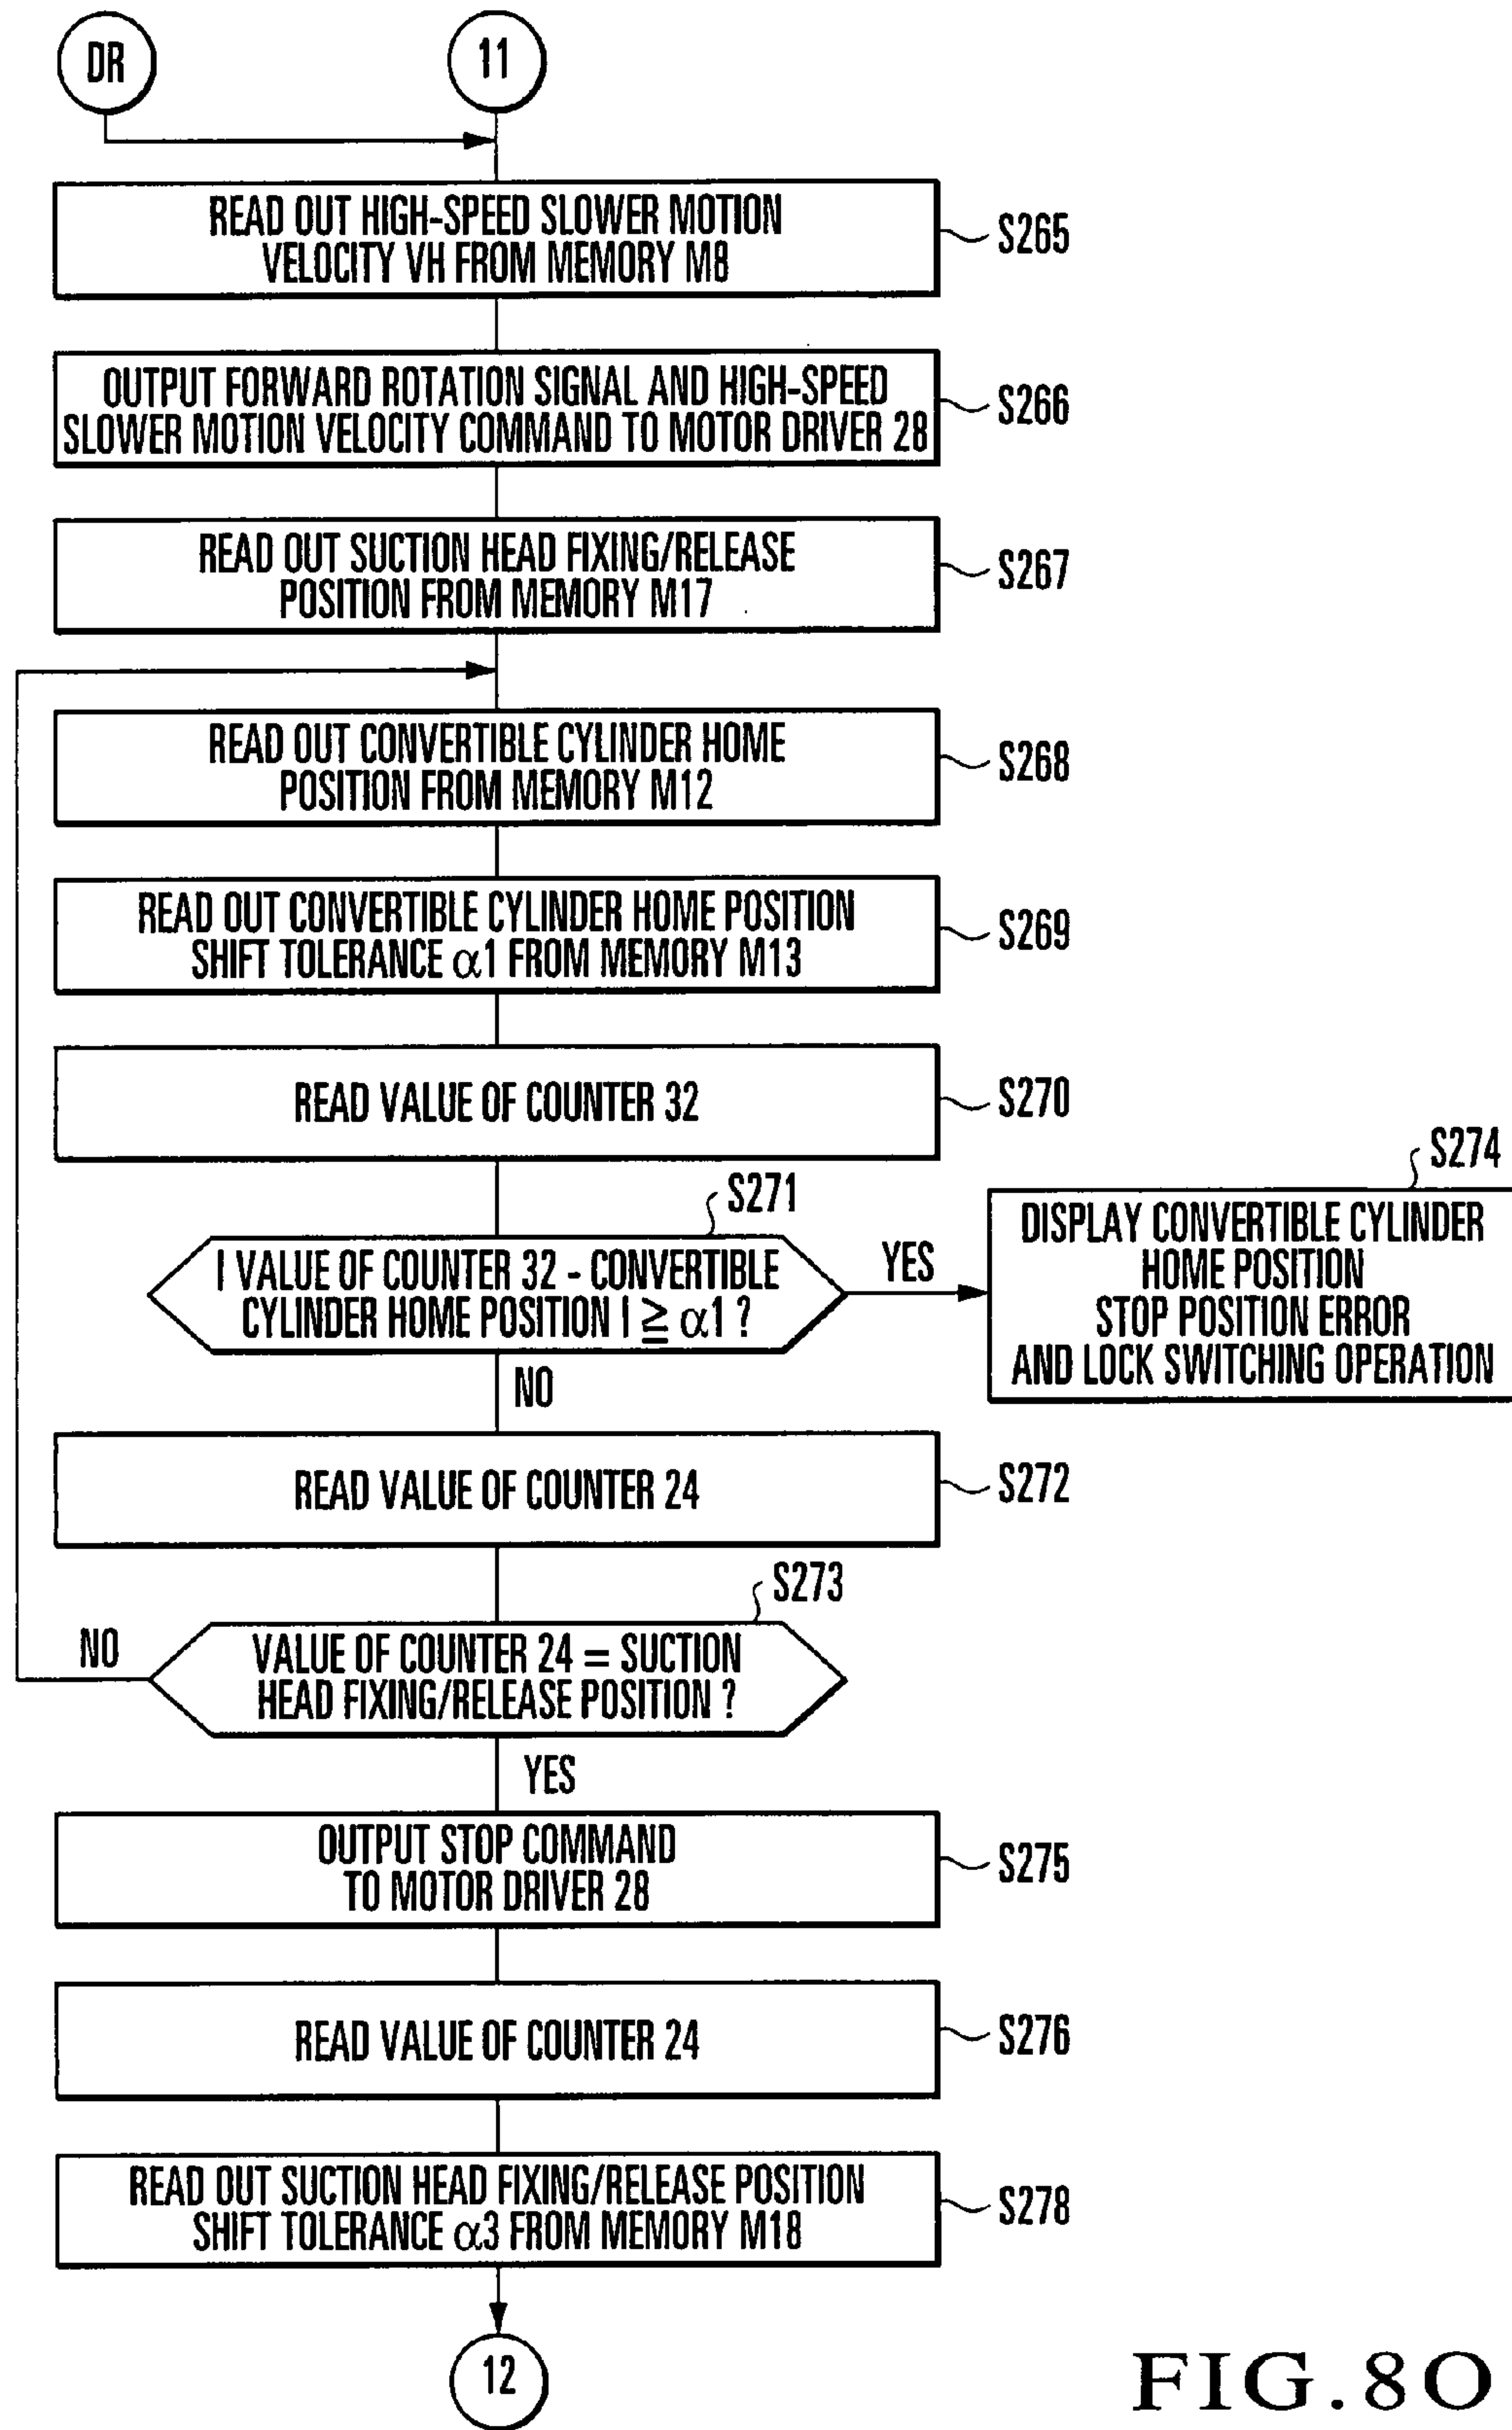 DR
11
READ OUT HIGH-SPEED SLOWER MOTION
VELOCITY VH FROM MEMORY M8
S265
OUTPUT FORWARD ROTATION SIGNAL AND HIGH-SPEED
SLOWER MOTION VELOCITY COMMAND TO MOTOR DRIVER 28
S266
READ OUT SUCTION HEAD FIXING/RELEASE
POSITION FROM MEMORY M17
S267
READ OUT CONVERTIBLE CYLINDER HOME
POSITION FROM MEMORY M12
S268
READ OUT CONVERTIBLE CYLINDER HOME POSITION
SHIFT TOLERANCE α1 FROM MEMORY M13
S269
READ VALUE OF COUNTER 32
S270
S271
| VALUE OF COUNTER 32 - CONVERTIBLE
CYLINDER HOME POSITION | ≧ α1 ?
YES
NO
S274
DISPLAY CONVERTIBLE CYLINDER
HOME POSITION
STOP POSITION ERROR
AND LOCK SWITCHING OPERATION
READ VALUE OF COUNTER 24
S272
S273
NO
VALUE OF COUNTER 24 = SUCTION
HEAD FIXING/RELEASE POSITION ?
YES
OUTPUT STOP COMMAND
TO MOTOR DRIVER 28
S275
READ VALUE OF COUNTER 24
S276
READ OUT SUCTION HEAD FIXING/RELEASE POSITION
SHIFT TOLERANCE α3 FROM MEMORY M18
S278
12
FIG.8O